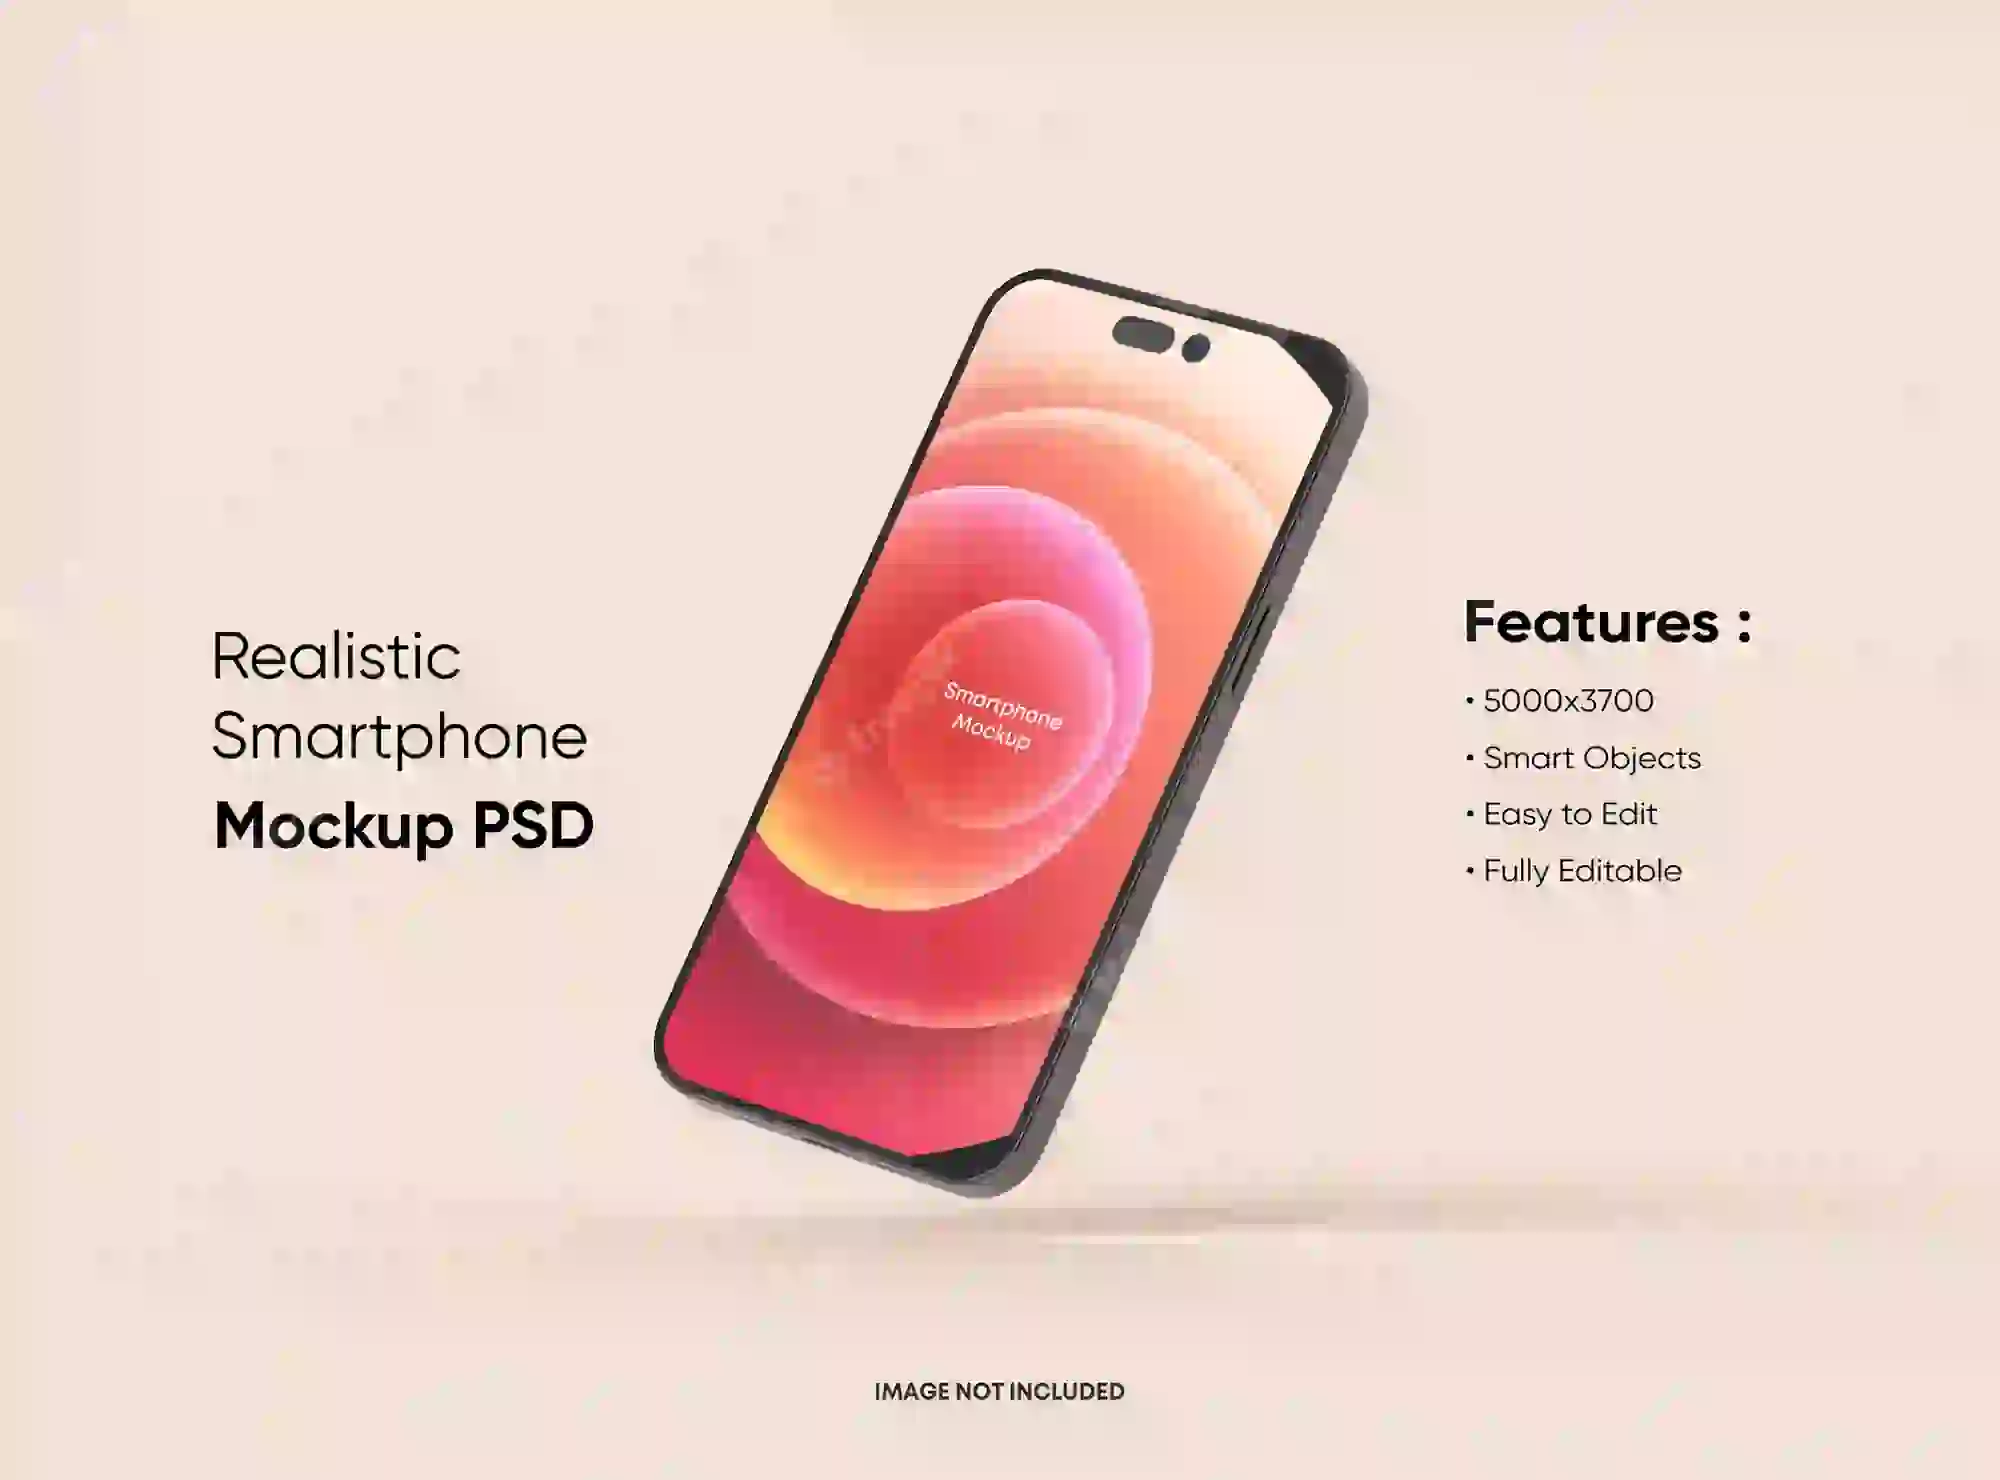 Realistic
Smartphone
Mockup PSD
Smartphone
Mockup
Features :
• 5000x3700
• Smart Objects
• Easy to Edit
• Fully Editable
IMAGE NOT INCLUDED